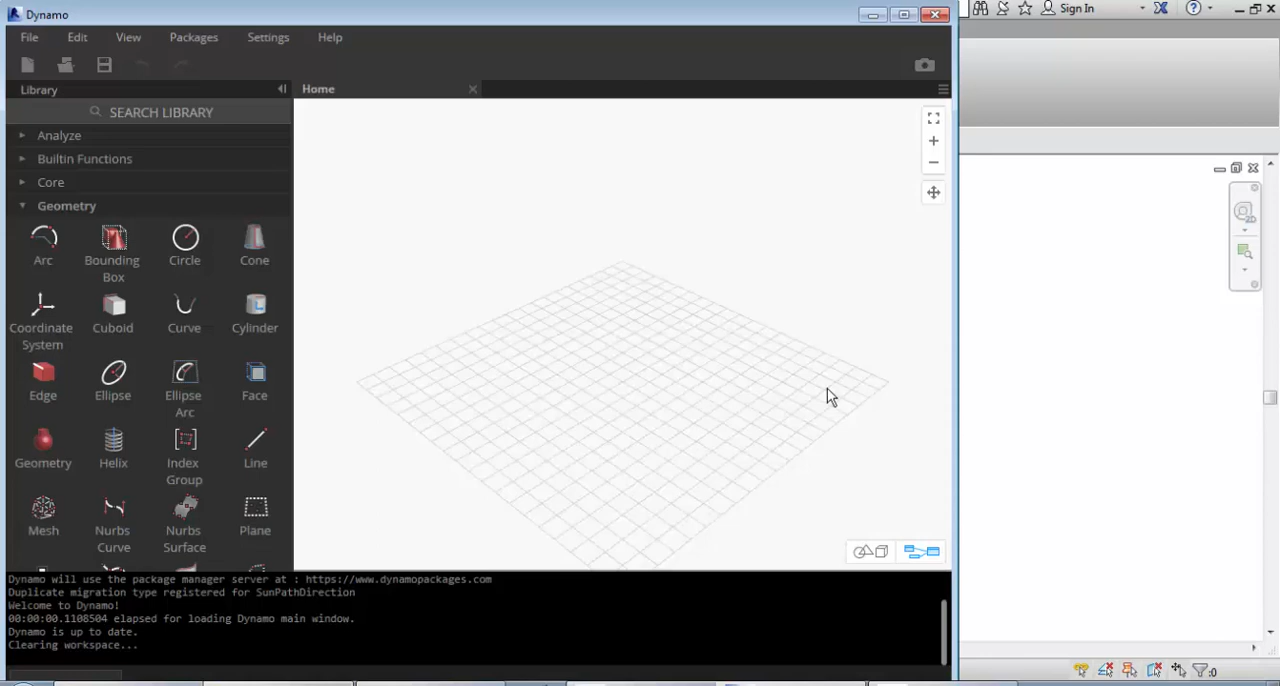 Dynamo
Sign In
File Edit View Packages Settings Help
Library
Home
SEARCH LIBRARY
Analyze
Builtin Functions
Core
Geometry
Arc
Bounding Box
Circle
Cone
Coordinate System
Cuboid
Curve
Cylinder
Edge
Ellipse
Ellipse Arc
Face
Geometry
Helix
Index Group
Line
Mesh
Nurbs Curve
Nurbs Surface
Plane
Dynamo will use the package manager server at : https://www.dynamopackages.com
Duplicate migration type registered for SunPathDirection
Welcome to Dynamo!
00:00:00.1108504 elapsed for loading Dynamo main window.
Dynamo is up to date.
Clearing workspace...
2D
:0